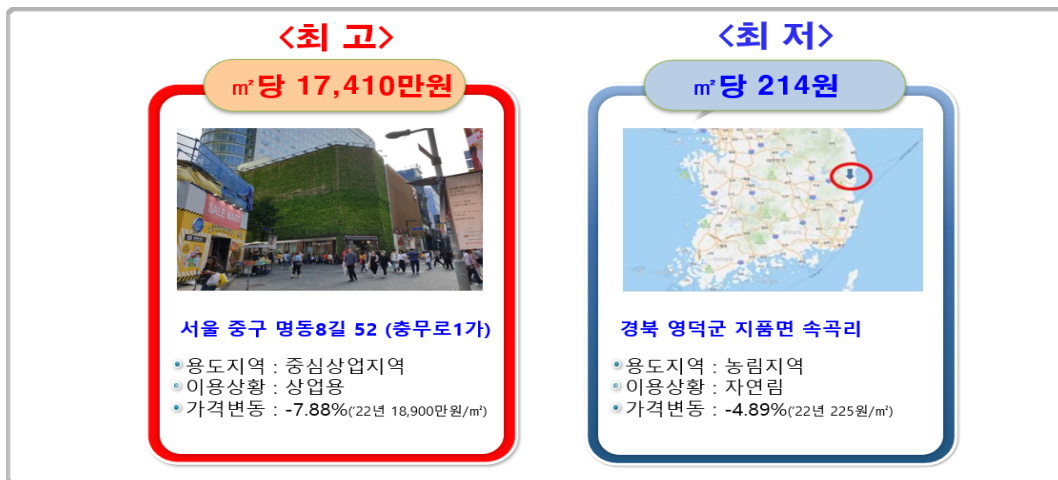 <최 고>
㎡당 17,410만원
SALE MART
서울 중구 명동8길 52 (충무로1가)
용도지역 : 중심상업지역
이용상황 : 상업용
가격변동 : -7.88%('22년 18,900만원/㎡)
<최 저>
㎡당 214원
경북 영덕군 지품면 속곡리
용도지역 : 농림지역
이용상황 : 자연림
가격변동 : -4.89%('22년 225원/㎡)